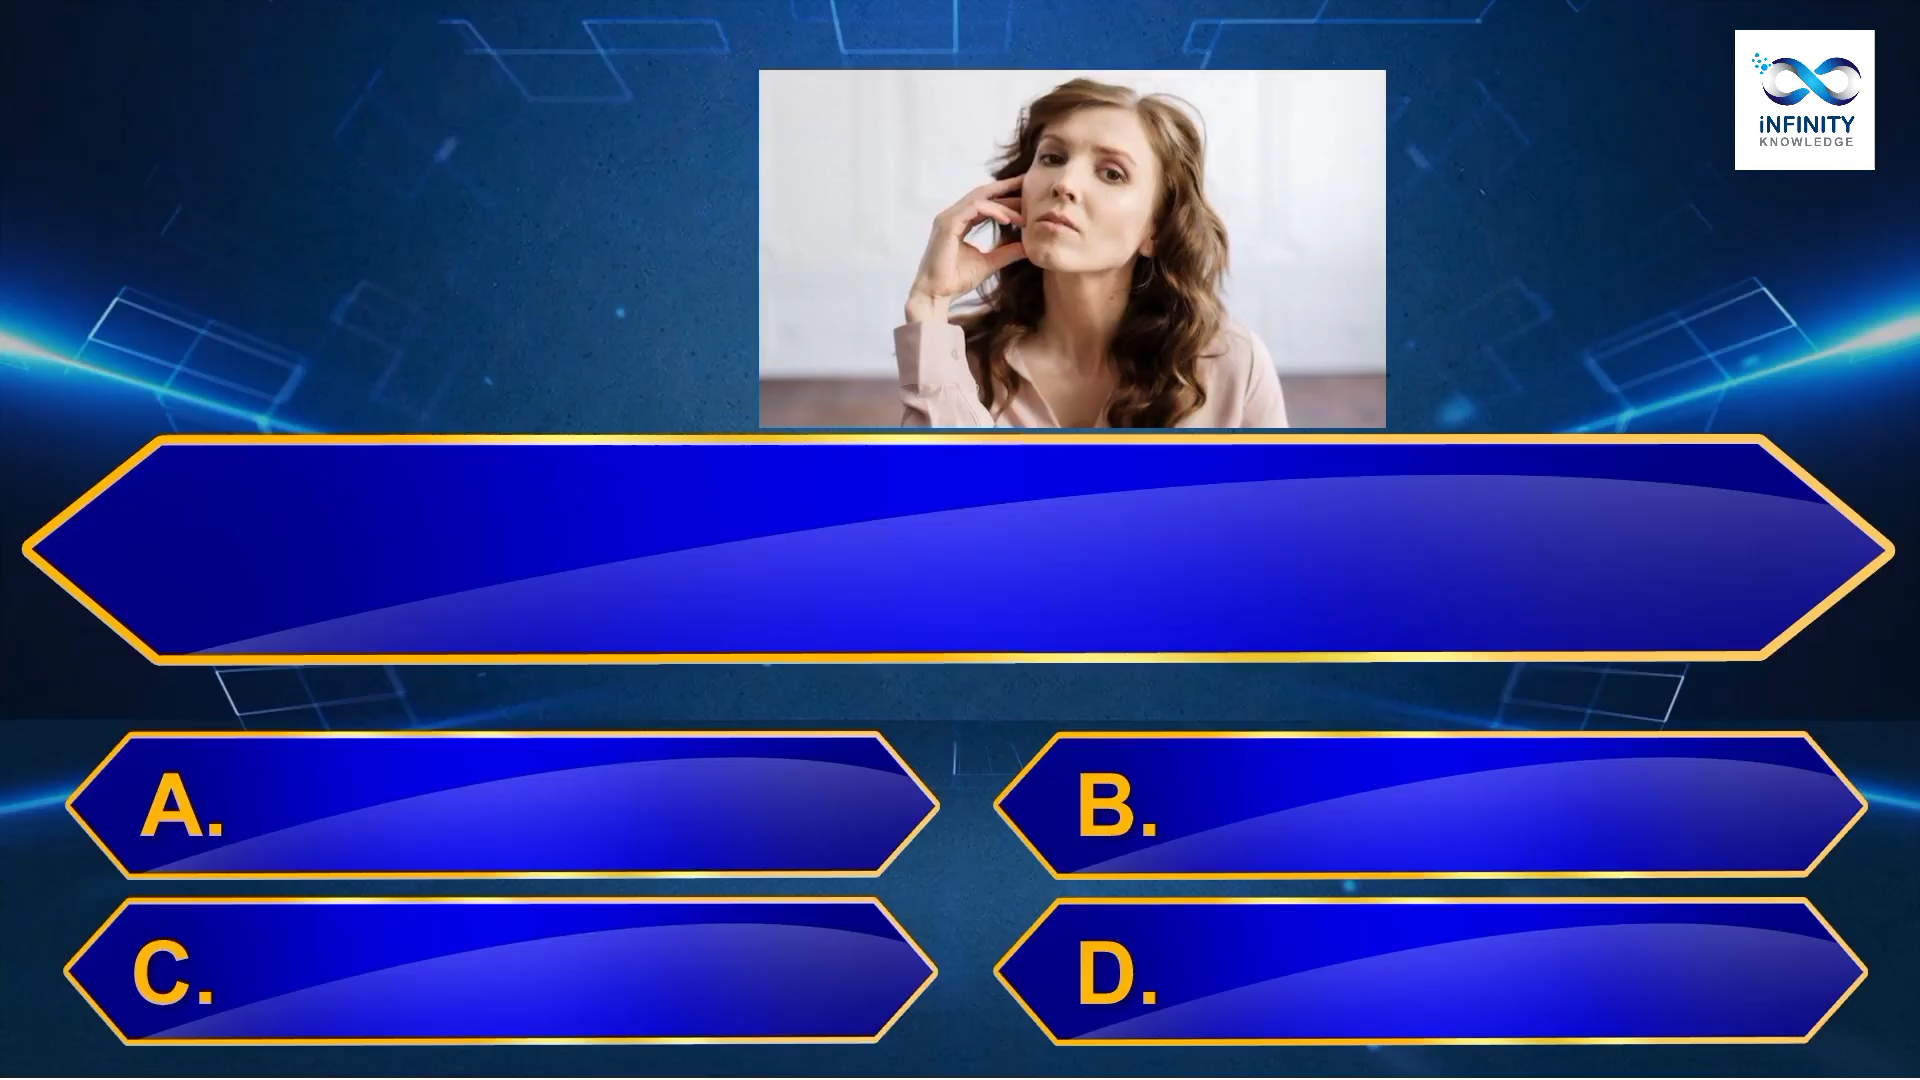 iNFINITY
KNOWLEDGE
A.
B.
C.
D.